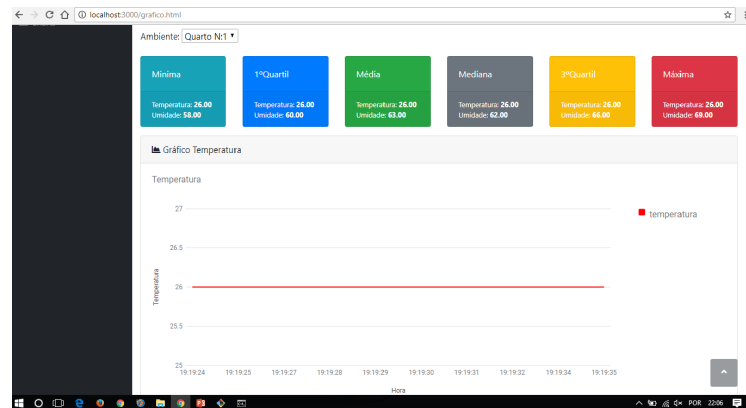 localhost:3000/grafico.html
Ambiente: Quarto N:1
Mínima
Temperatura: 26.00
Umidade: 58.00
1ºQuartil
Temperatura: 26.00
Umidade: 60.00
Média
Temperatura: 26.00
Umidade: 63.00
Mediana
Temperatura: 26.00
Umidade: 62.00
3ºQuartil
Temperatura: 26.00
Umidade: 66.00
Máxima
Temperatura: 26.00
Umidade: 69.00
Gráfico Temperatura
Temperatura
27
26.5
26
25.5
25
Temperatura
temperatura
19:19:24 19:19:25 19:19:27 19:19:28 19:19:29 19:19:30 19:19:31 19:19:32 19:19:34 19:19:35
Hora
POR 22:06